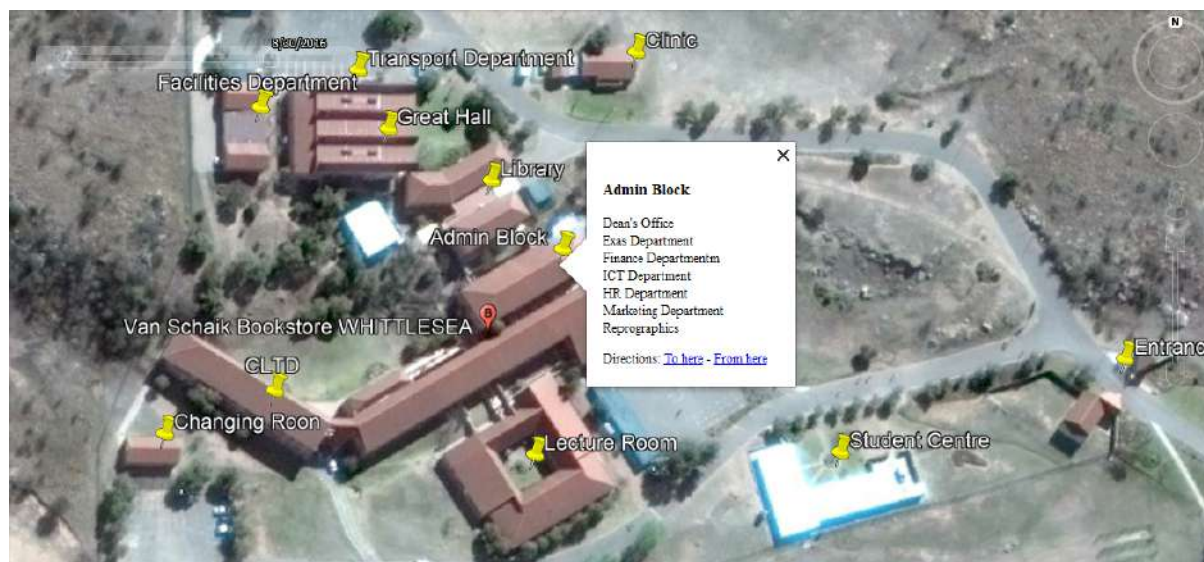 N
8/30/2016
Clinic
Transport Department
Facilities Department
Great Hall
Library
Admin Block
Admin Block
Dean's Office
Exas Department
Finance Departmentm
ICT Department
HR Department
Marketing Department
Reprographics
Directions: To here - From here
Van Schaik Bookstore WHITTLESEA
B
Entranc
CLTD
Changing Roon
Lecture Room
Student Centre